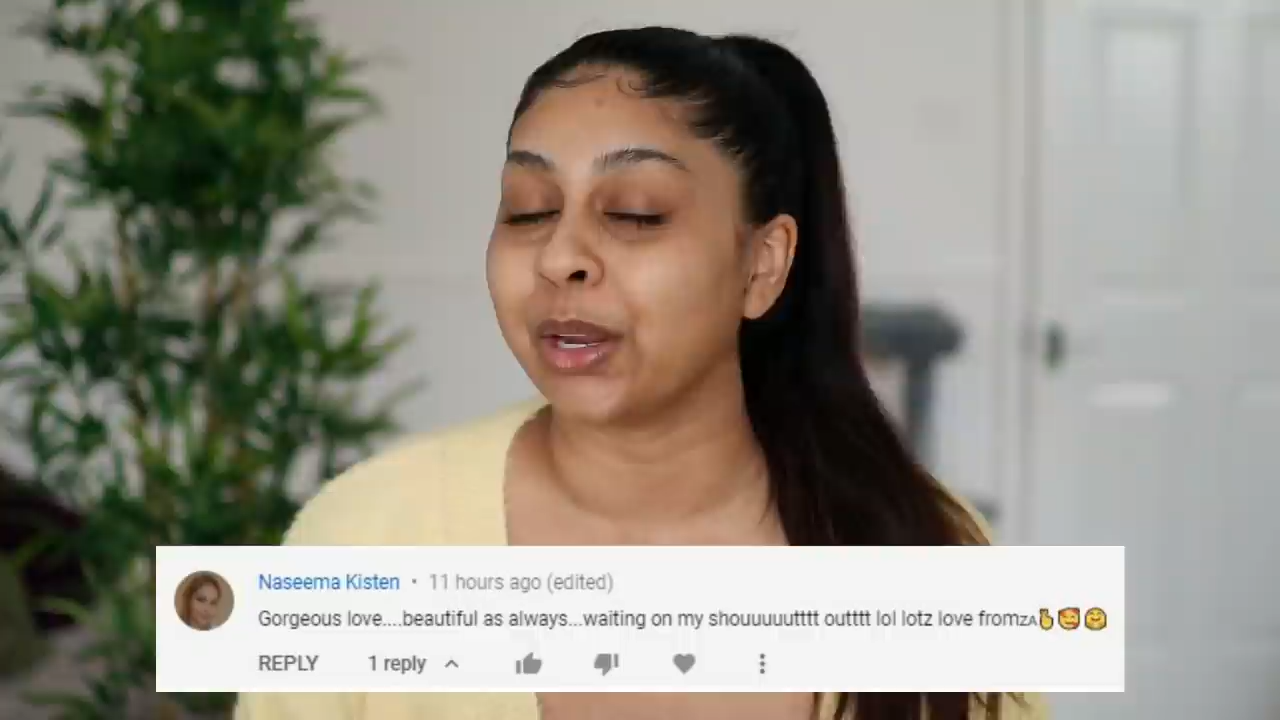 Naseema Kisten • 11 hours ago (edited)
Gorgeous love....beautiful as always...waiting on my shouuuuutttt outttt lol lotz love fromZA🫰🥰🤗
REPLY 1 reply